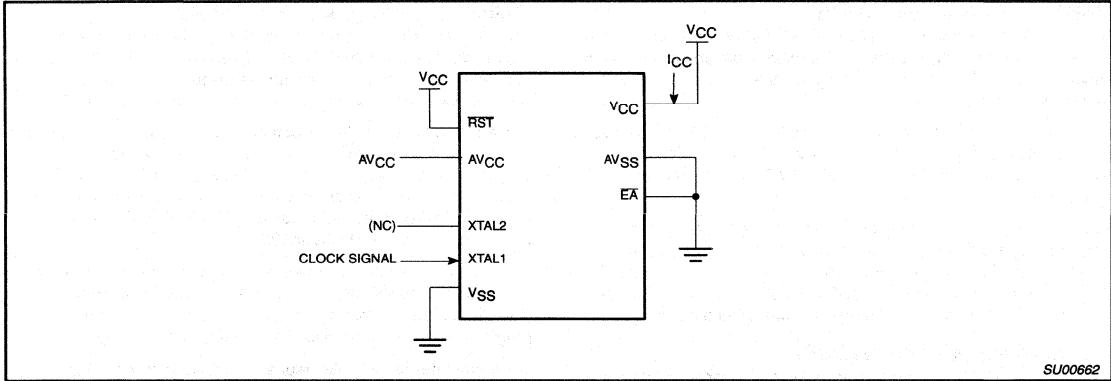 VCC
ICC
VCC
VCC
RST
AVCC
AVCC
AVSS
EA
(NC)
XTAL2
CLOCK SIGNAL
XTAL1
VSS
SU00662